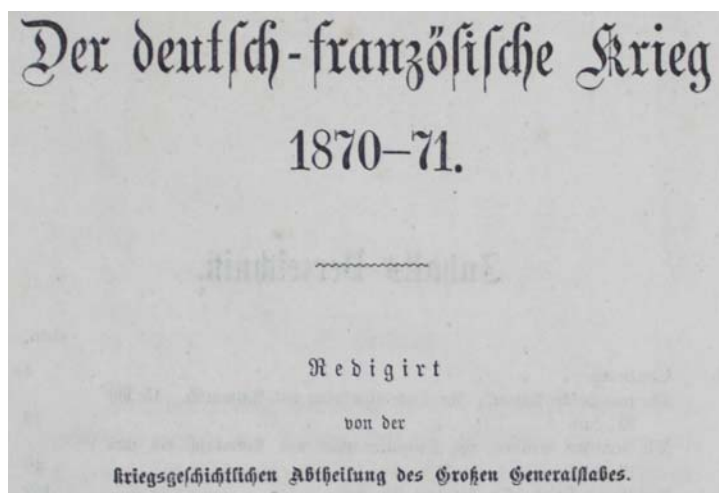 Der deutsch-französische Krieg
1870–71.
Redigirt
von der
kriegsgeschichtlichen Abtheilung des Großen Generalstabes.